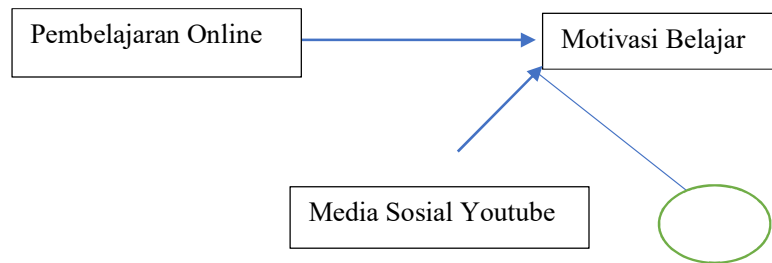 Pembelajaran Online
Motivasi Belajar
Media Sosial Youtube